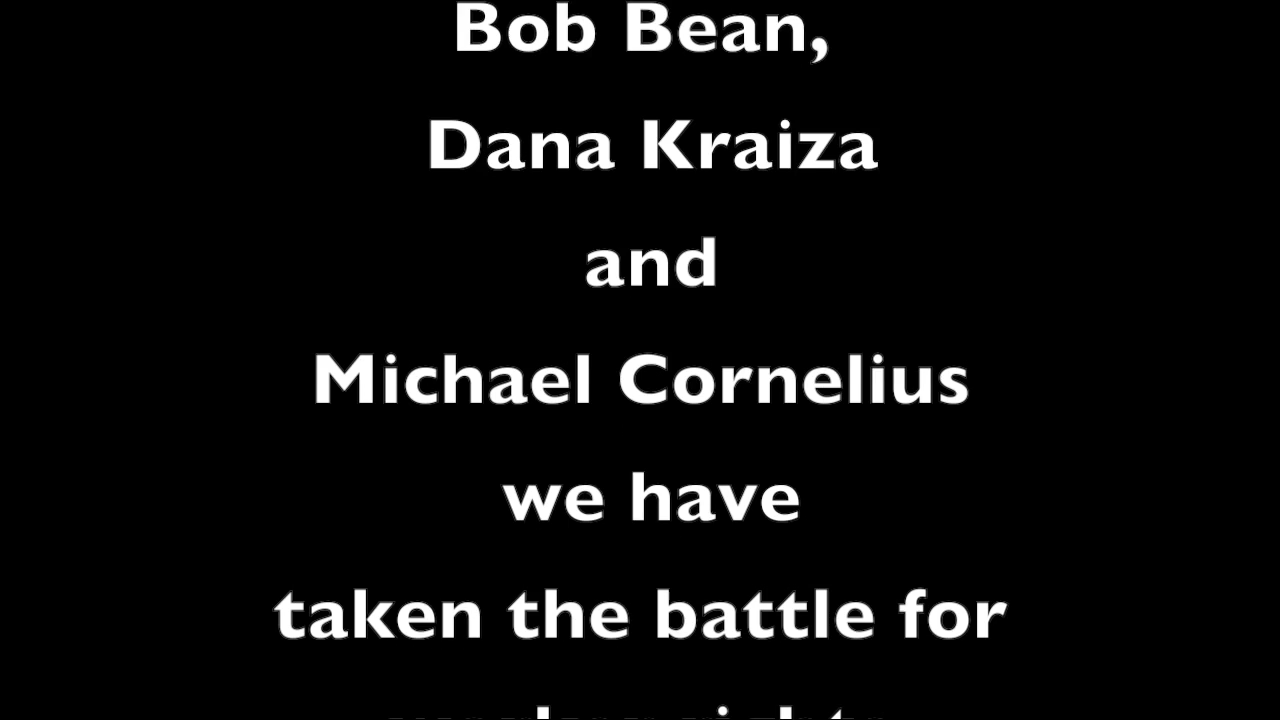 Bob Bean,
Dana Kraiza
and
Michael Cornelius
we have
taken the battle for